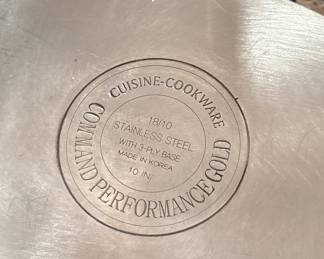 CUISINE-COOKWARE
18/10
STAINLESS STEEL
WITH 3-PLY BASE
MADE IN KOREA
10 IN.
COMMAND PERFORMANCE GOLD